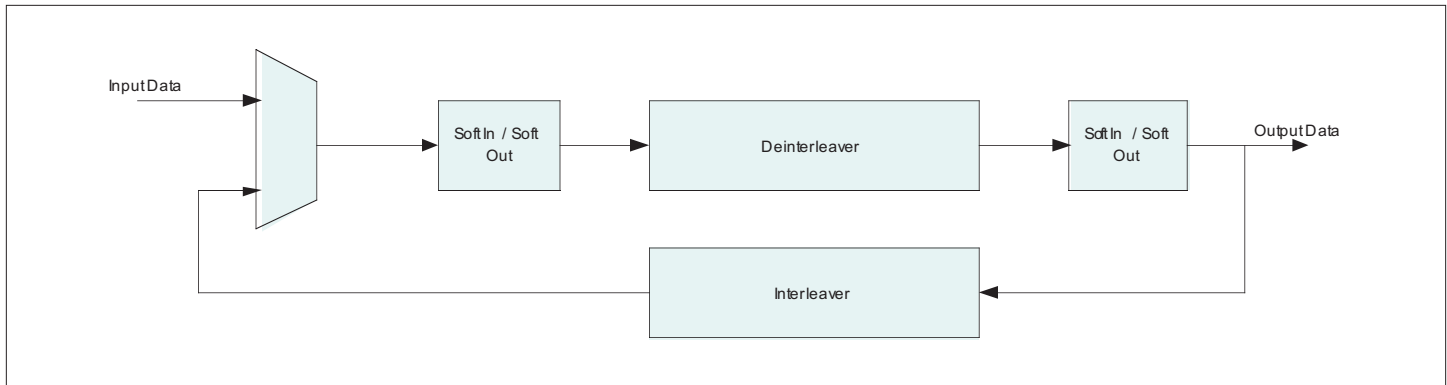 Input Data
Soft In / Soft
Out
Deinterleaver
Soft In / Soft
Out
Output Data
Interleaver